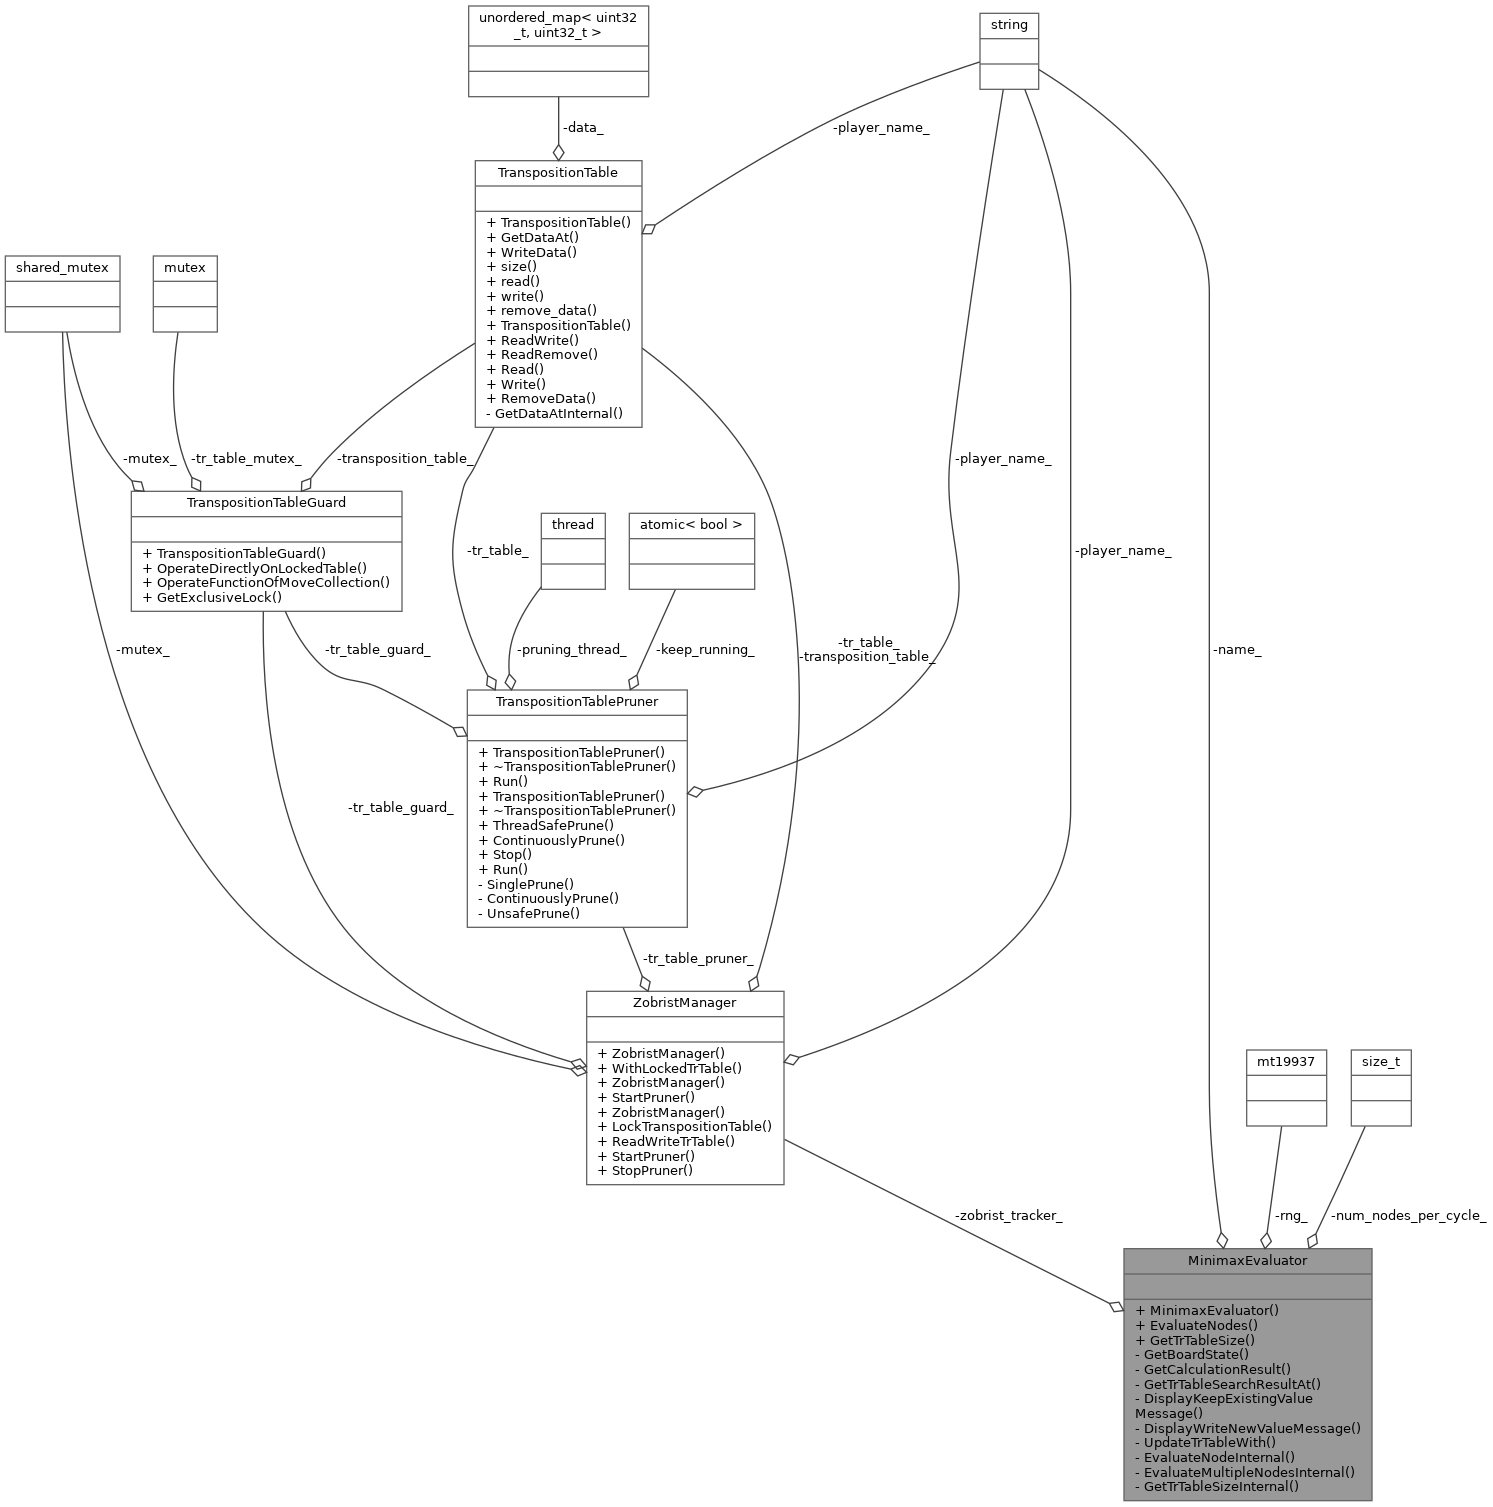 unordered_map< uint32
_t, uint32_t >
string
-data_
-player_name_
TranspositionTable
+ TranspositionTable()
+ GetDataAt()
+ WriteData()
+ size()
+ read()
+ write()
+ remove_data()
+ TranspositionTable()
+ ReadWrite()
+ ReadRemove()
+ Read()
+ Write()
+ RemoveData()
- GetDataAtInternal()
shared_mutex
mutex
-mutex_
-tr_table_mutex_
-transposition_table_
-player_name_
TranspositionTableGuard
+ TranspositionTableGuard()
+ OperateDirectlyOnLockedTable()
+ OperateFunctionOfMoveCollection()
+ GetExclusiveLock()
-tr_table_
thread
atomic< bool >
-player_name_
-mutex_
-tr_table_guard_
-pruning_thread_
-keep_running_
-tr_table_
-transposition_table_
-name_
TranspositionTablePruner
+ TranspositionTablePruner()
+ ~TranspositionTablePruner()
+ Run()
+ TranspositionTablePruner()
+ ~TranspositionTablePruner()
+ ThreadSafePrune()
+ ContinuouslyPrune()
+ Stop()
+ Run()
- SinglePrune()
- ContinuouslyPrune()
- UnsafePrune()
-tr_table_guard_
-tr_table_pruner_
ZobristManager
+ ZobristManager()
+ WithLockedTrTable()
+ ZobristManager()
+ StartPruner()
+ ZobristManager()
+ LockTranspositionTable()
+ ReadWriteTrTable()
+ StartPruner()
+ StopPruner()
mt19937
size_t
-zobrist_tracker_
-rng_
-num_nodes_per_cycle_
MinimaxEvaluator
+ MinimaxEvaluator()
+ EvaluateNodes()
+ GetTrTableSize()
- GetBoardState()
- GetCalculationResult()
- GetTrTableSearchResultAt()
- DisplayKeepExistingValue
Message()
- DisplayWriteNewValueMessage()
- UpdateTrTableWith()
- EvaluateNodeInternal()
- EvaluateMultipleNodesInternal()
- GetTrTableSizeInternal()